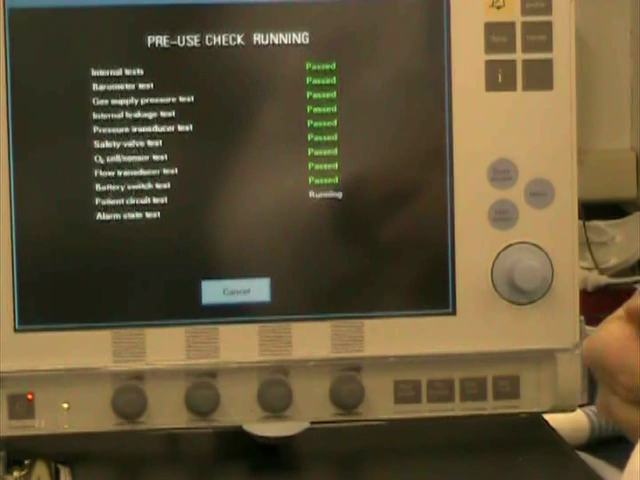 PRE-USE CHECK RUNNING
Internal tests Passed
Barometer test Passed
Gas supply pressure test Passed
Internal leakage test Passed
Pressure transducer test Passed
Safety valve test Passed
O₂ cell/sensor test Passed
Flow transducer test Passed
Battery switch test Passed
Patient circuit test Running
Alarm state test
Cancel
i